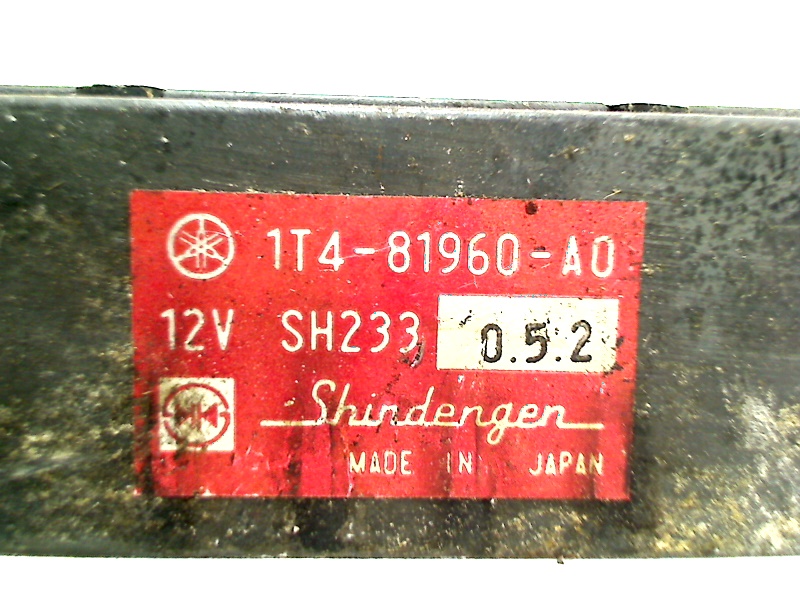 1T4-81960-A0
12V SH233 0.5.2
Shindengen
MADE IN JAPAN